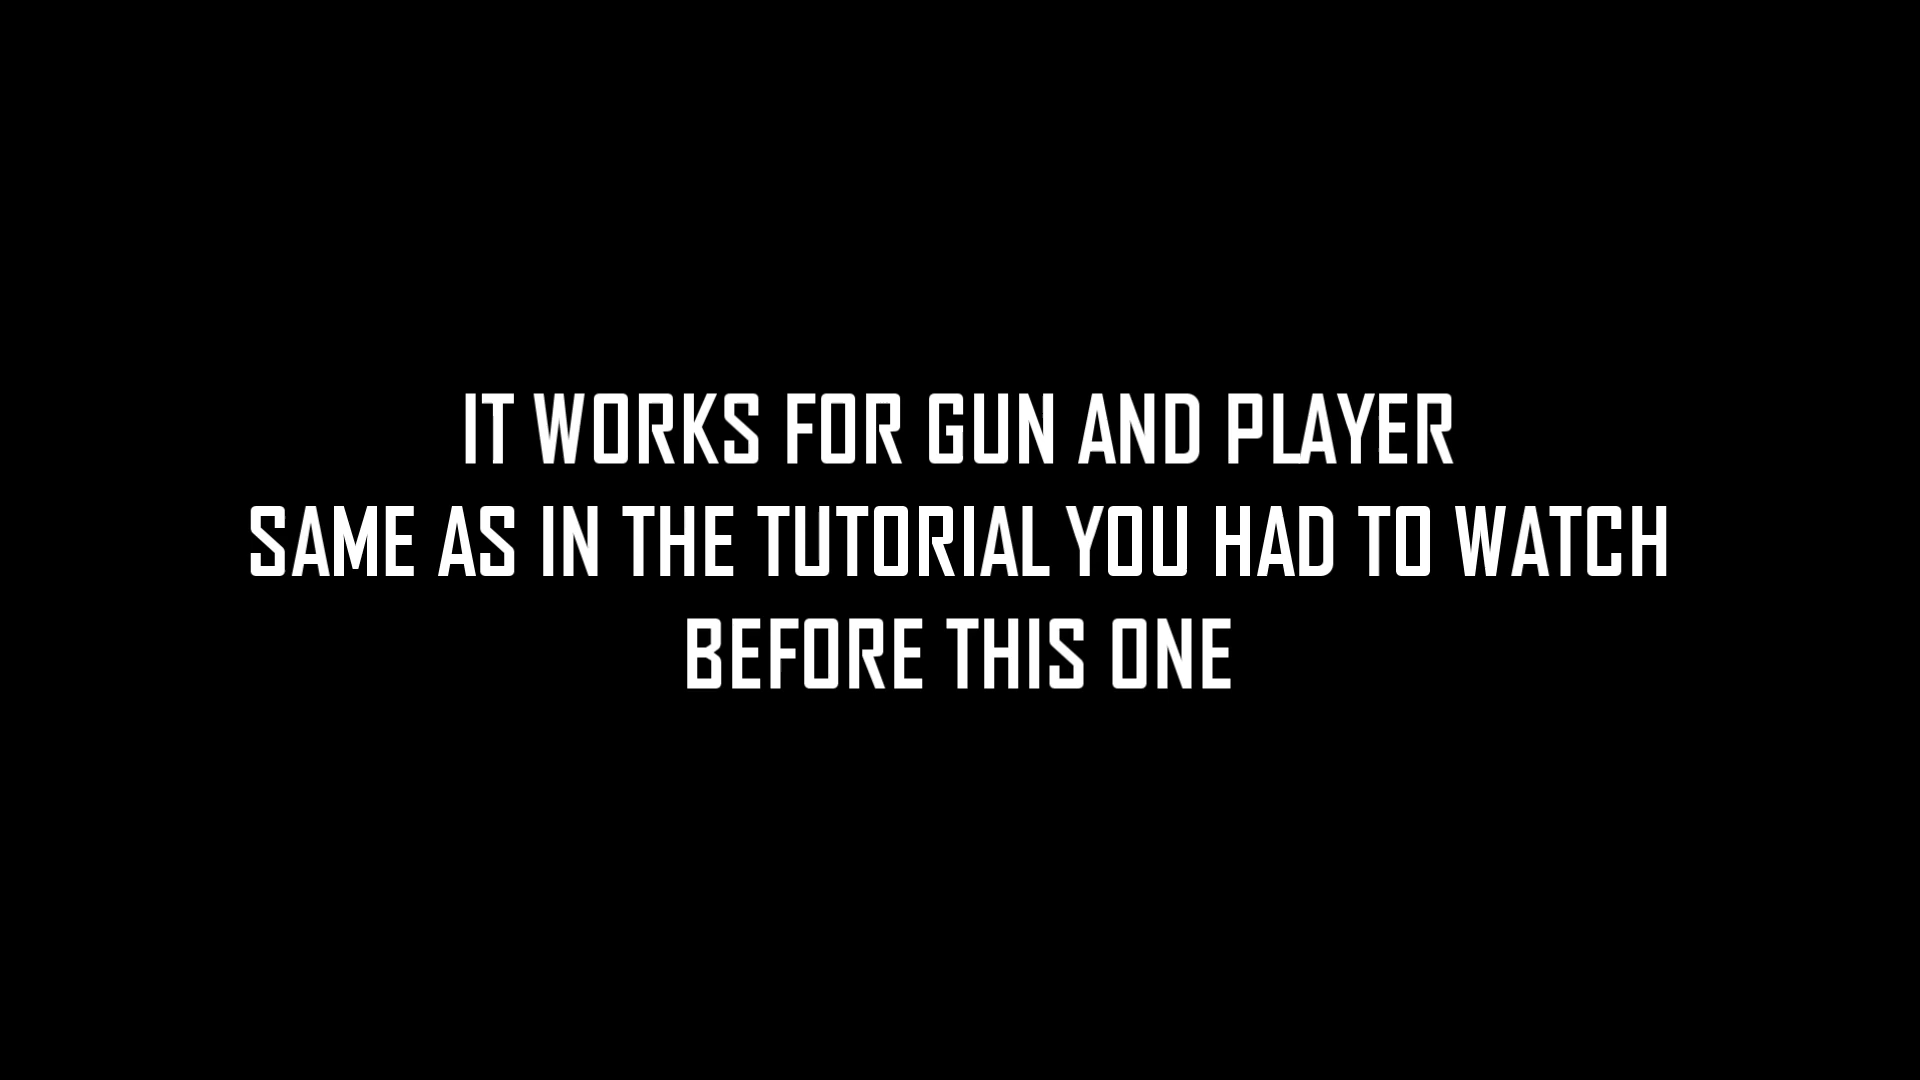 IT WORKS FOR GUN AND PLAYER
SAME AS IN THE TUTORIAL YOU HAD TO WATCH
BEFORE THIS ONE